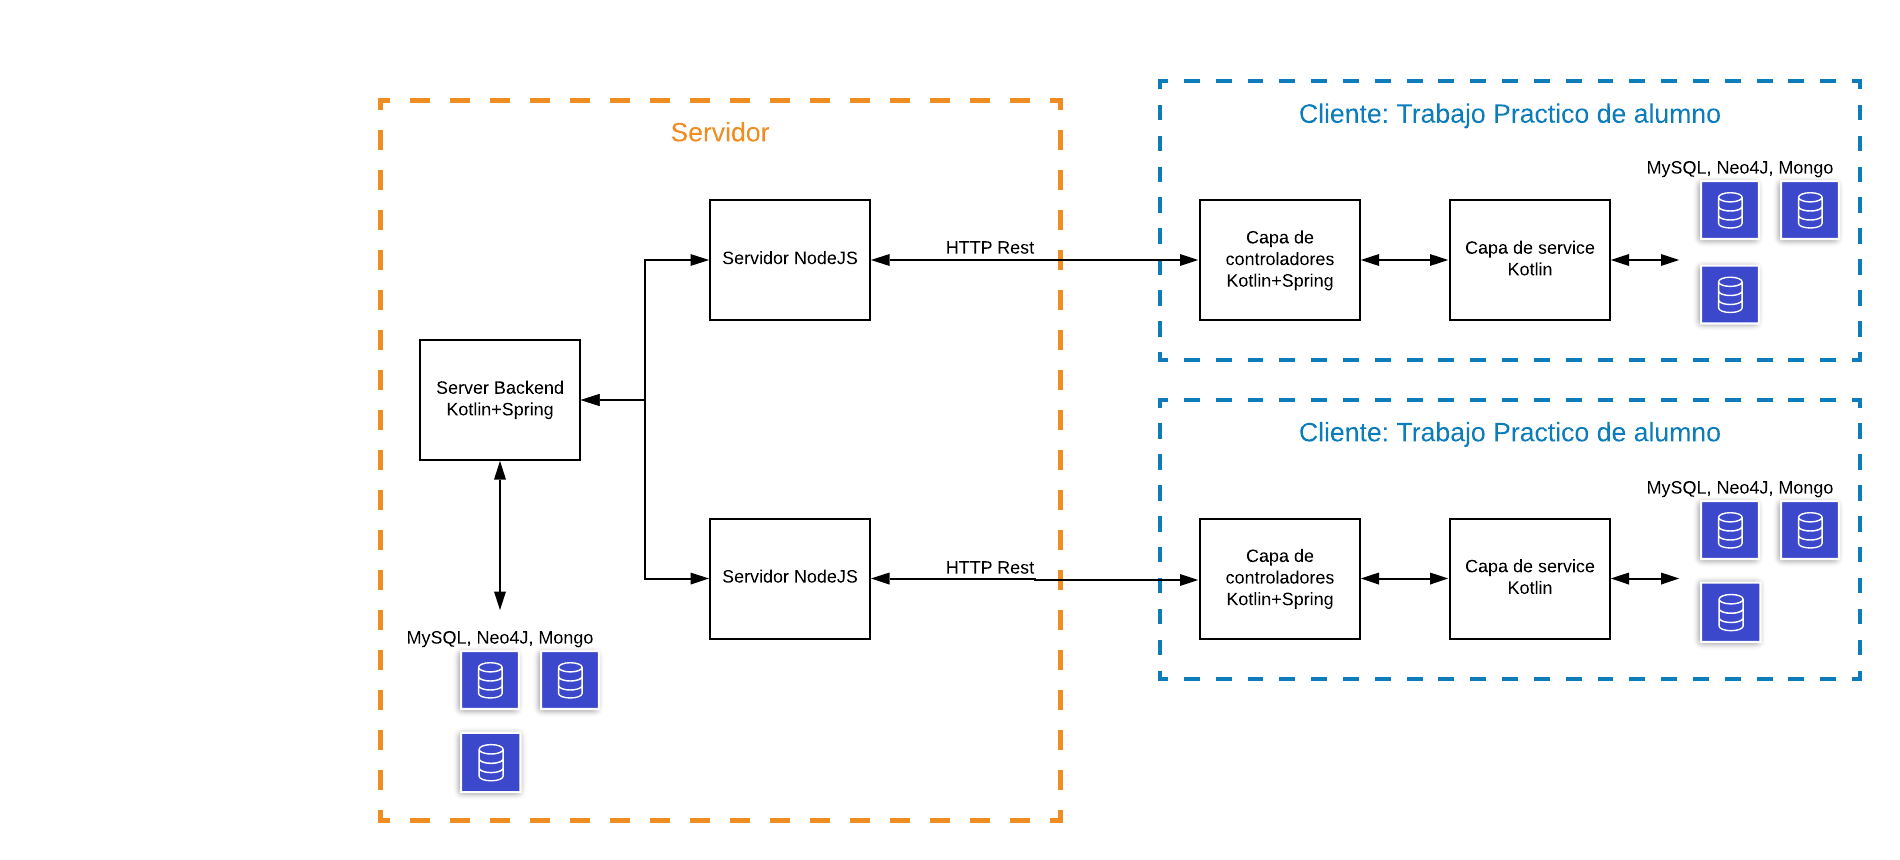 Servidor
Server Backend
Kotlin+Spring
MySQL, Neo4J, Mongo
Servidor NodeJS
HTTP Rest
Servidor NodeJS
HTTP Rest
Cliente: Trabajo Practico de alumno
MySQL, Neo4J, Mongo
Capa de
controladores
Kotlin+Spring
Capa de service
Kotlin
Cliente: Trabajo Practico de alumno
MySQL, Neo4J, Mongo
Capa de
controladores
Kotlin+Spring
Capa de service
Kotlin